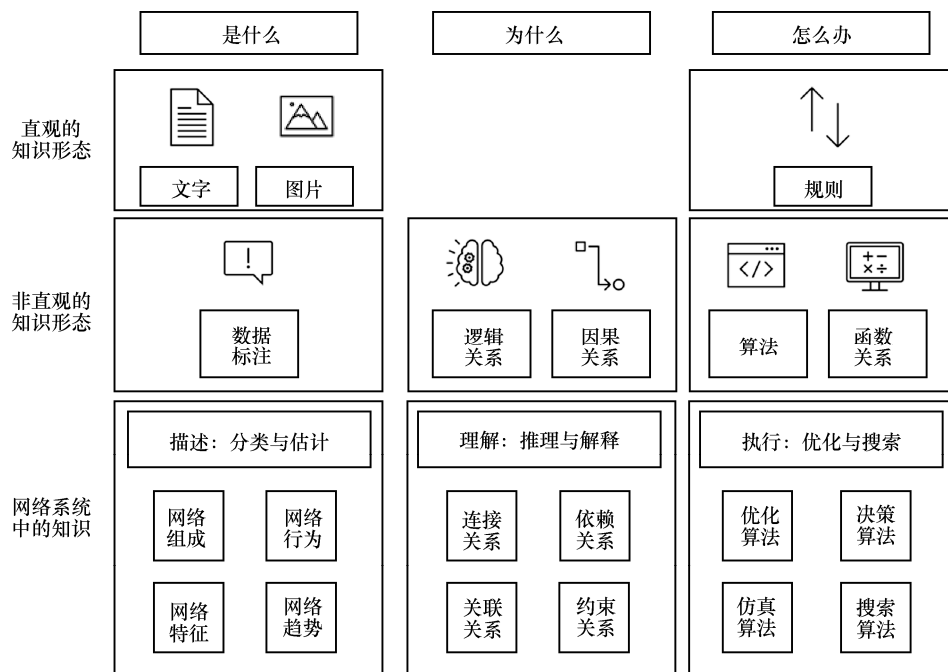 是什么
为什么
怎么办
直观的
知识形态
文字
图片
规则
非直观的
知识形态
数据
标注
逻辑
关系
因果
关系
算法
函数
关系
网络系统
中的知识
描述：分类与估计
理解：推理与解释
执行：优化与搜索
网络
组成
网络
行为
连接
关系
依赖
关系
优化
算法
决策
算法
网络
特征
网络
趋势
关联
关系
约束
关系
仿真
算法
搜索
算法